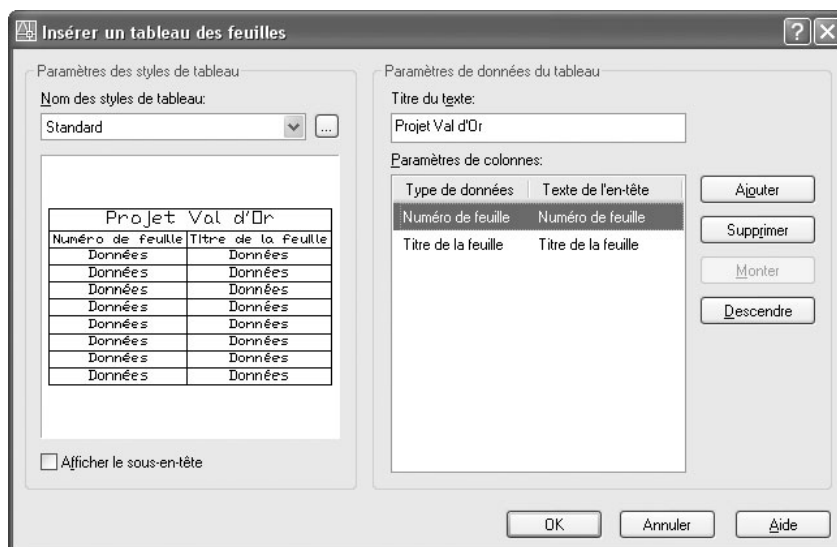 Insérer un tableau des feuilles
Paramètres des styles de tableau
Nom des styles de tableau:
Standard
...
Projet Val d'Or
Numéro de feuille Titre de la feuille
Données Données
Données Données
Données Données
Données Données
Données Données
Données Données
Données Données
Données Données
Afficher le sous-en-tête
Paramètres de données du tableau
Titre du texte:
Projet Val d'Or
Paramètres de colonnes:
Type de données Texte de l'en-tête
Numéro de feuille Numéro de feuille
Titre de la feuille Titre de la feuille
Ajouter
Supprimer
Monter
Descendre
OK Annuler Aide